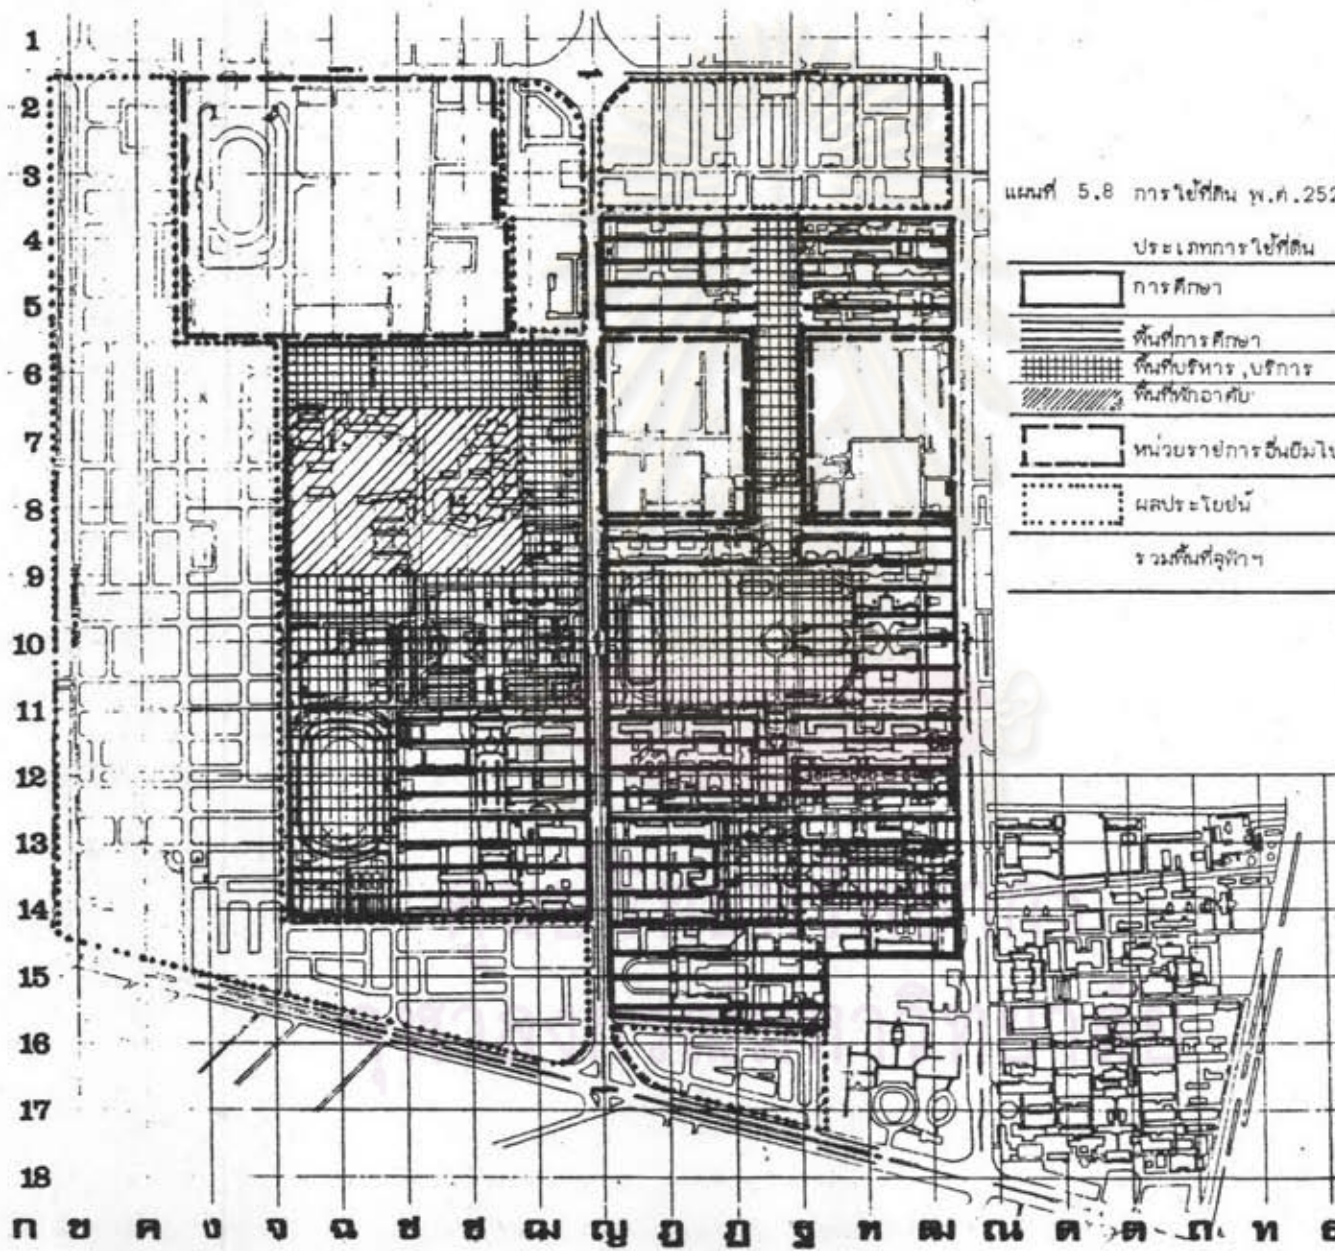 1
2
3
4
5
6
7
8
9
10
11
12
13
14
15
16
17
18
แผนที่ 5.8 การใช้ที่ดิน พ.ศ.252
ประเภทการใช้ที่ดิน
การศึกษา
พื้นที่การศึกษา
พื้นที่บริหาร,บริการ
พื้นที่พักอาศัย
หน่วยราชการอื่นยืมใช
ผลประโยชน์
รวมพื้นที่จุฬาฯ
ก ข ค ง ฉ ช ญ ฐ ท ฒ ณ ด ต ถ ท